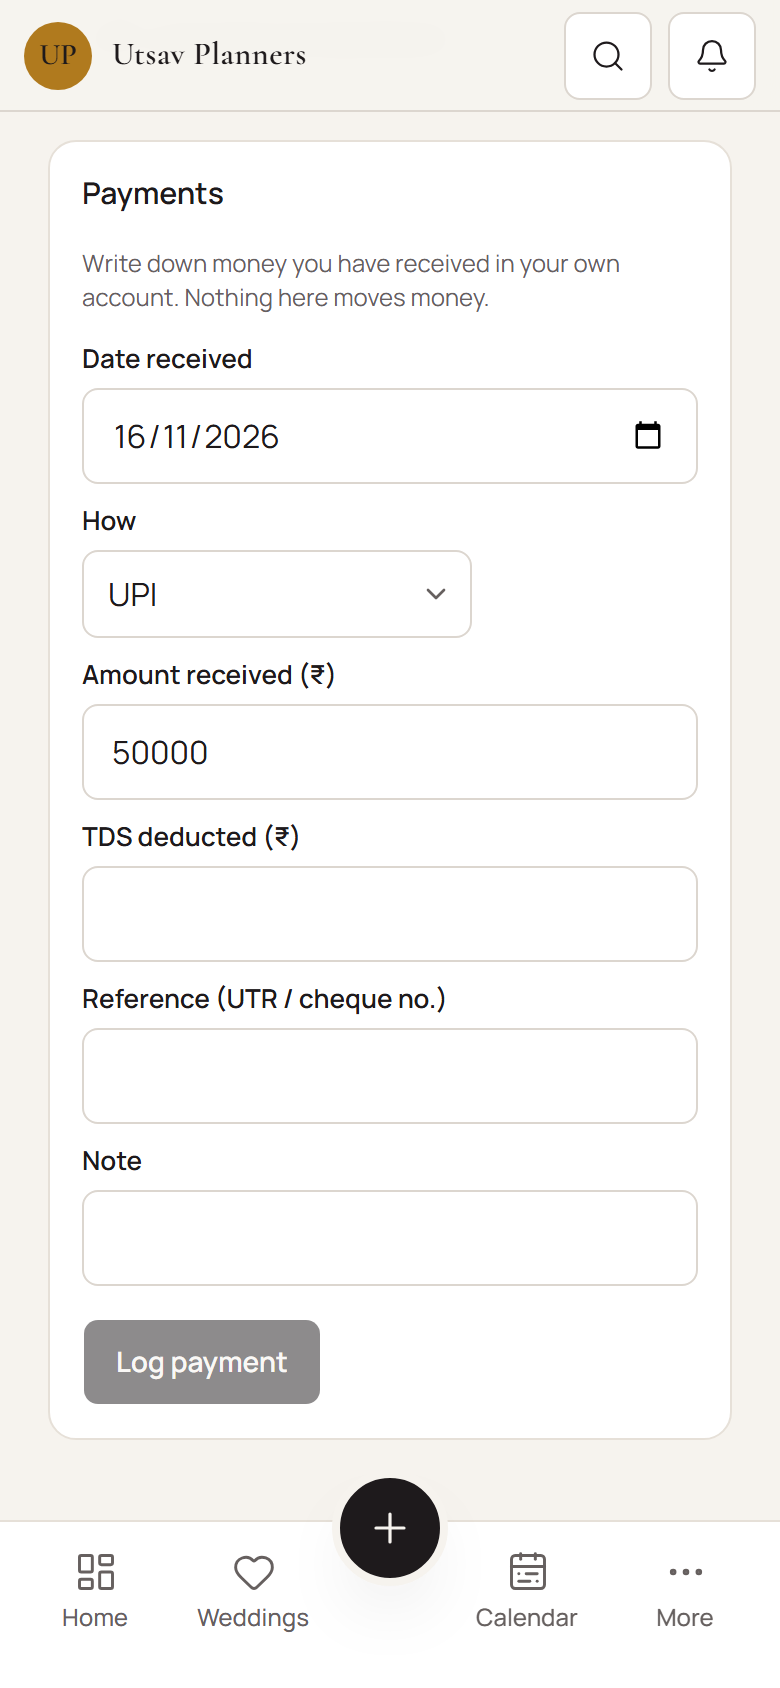 UP
Utsav Planners
Payments
Write down money you have received in your own
account. Nothing here moves money.
Date received
16/11/2026
How
UPI
Amount received (₹)
50000
TDS deducted (₹)
Reference (UTR / cheque no.)
Note
Log payment
Home
Weddings
Calendar
More